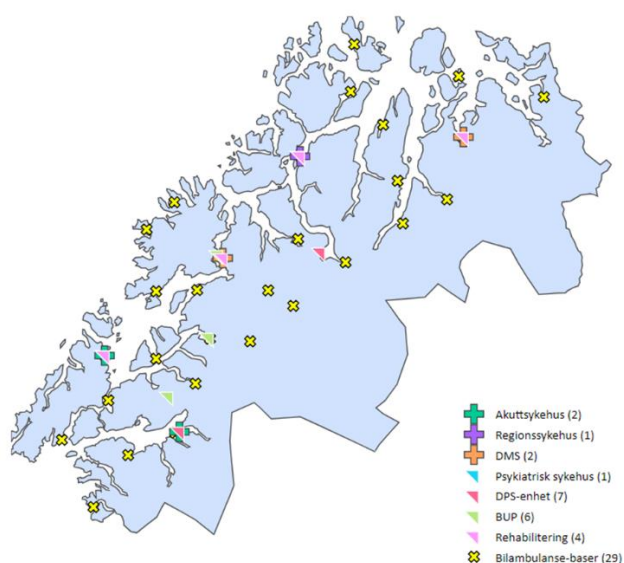 Akuttsykehus (2)
Regionssykehus (1)
DMS (2)
Psykiatrisk sykehus (1)
DPS-enhet (7)
BUP (6)
Rehabilitering (4)
Bilambulanse-baser (29)